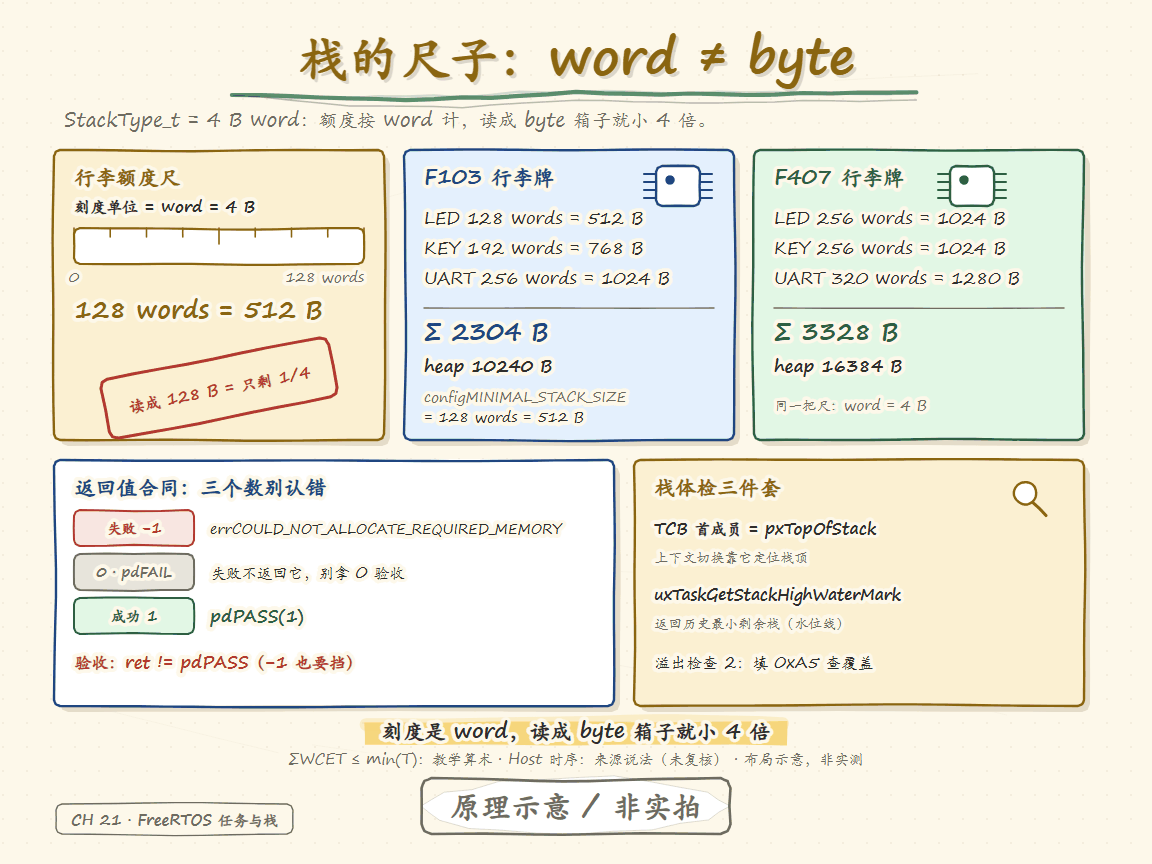 栈的尺子：word ≠ byte
StackType_t = 4 B word：额度按 word 计，读成 byte 箱子就小 4 倍。
行李额度尺
刻度单位 = word = 4 B
0
128 words
128 words = 512 B
读成 128 B = 只剩 1/4
F103 行李牌
LED 128 words = 512 B
KEY 192 words = 768 B
UART 256 words = 1024 B
Σ 2304 B
heap 10240 B
configMINIMAL_STACK_SIZE
= 128 words = 512 B
F407 行李牌
LED 256 words = 1024 B
KEY 256 words = 1024 B
UART 320 words = 1280 B
Σ 3328 B
heap 16384 B
同一把尺：word = 4 B
返回值合同：三个数别认错
失败 -1
errCOULD_NOT_ALLOCATE_REQUIRED_MEMORY
0 · pdFAIL
失败不返回它，别拿 0 验收
成功 1
pdPASS(1)
验收：ret != pdPASS（-1 也要挡）
栈体检三件套
TCB 首成员 = pxTopOfStack
上下文切换靠它定位栈顶
uxTaskGetStackHighWaterMark
返回历史最小剩余栈（水位线）
溢出检查 2：填 0xA5 查覆盖
刻度是 word，读成 byte 箱子就小 4 倍
ΣWCET ≤ min(T)：教学算术 · Host 时序：来源说法（未复核） · 布局示意，非实测
原理示意 / 非实拍
CH 21 · FreeRTOS 任务与栈